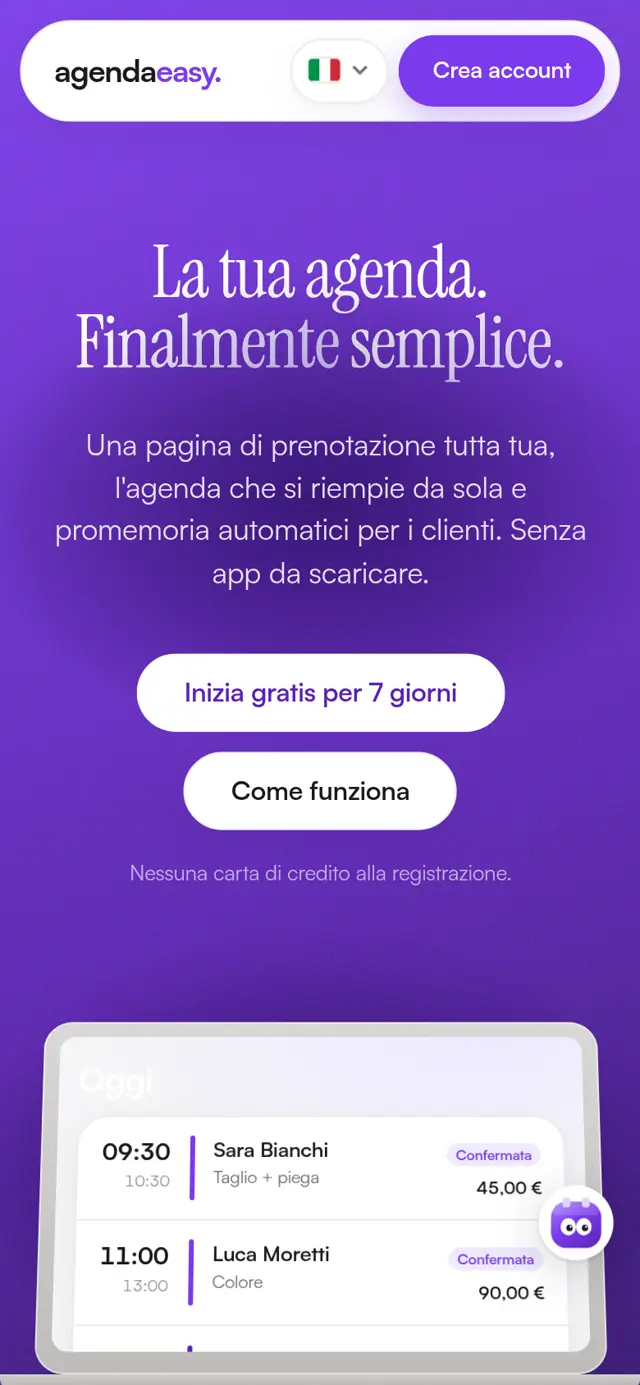 agendaeasy.
Crea account
La tua agenda.
Finalmente semplice.
Una pagina di prenotazione tutta tua,
l'agenda che si riempie da sola e
promemoria automatici per i clienti. Senza
app da scaricare.
Inizia gratis per 7 giorni
Come funziona
Nessuna carta di credito alla registrazione.
Oggi
09:30 Sara Bianchi Confermata
10:30 Taglio + piega 45,00 €
11:00 Luca Moretti Confermata
13:00 Colore 90,00 €